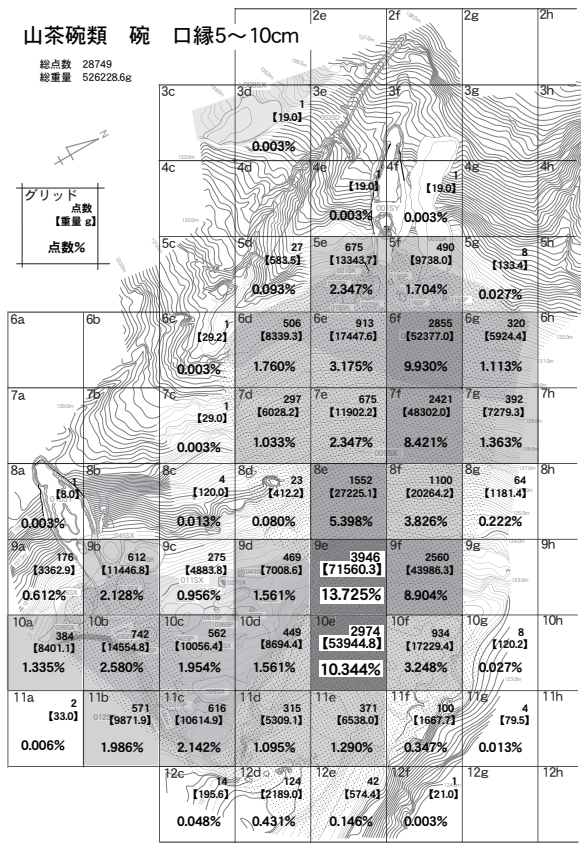 山茶碗類 碗 口縁5～10cm
総点数 28749
総重量 526228.6g
グリッド
点数
【重量 g】
点数%
2e 2f 2g 2h
3c 3d 3e 3f 3g 3h
1
【19.0】
0.003%
4c 4d 4e 4f 4g 4h
1 1
【19.0】 【19.0】
0.003% 0.003%
5c 5d 5e 5f 5g 5h
27 675 490 8
【583.5】 【13343.7】 【9738.0】 【133.4】
0.093% 2.347% 1.704% 0.027%
6a 6b 6c 6d 6e 6f 6g 6h
1 506 913 2855 320
【29.2】 【8339.3】 【17447.6】 【52377.0】 【5924.4】
0.003% 1.760% 3.175% 9.930% 1.113%
7a 7b 7c 7d 7e 7f 7g 7h
1 297 675 2421 392
【29.0】 【6028.2】 【11902.2】 【48302.0】 【7279.3】
0.003% 1.033% 2.347% 8.421% 1.363%
8a 8b 8c 8d 8e 8f 8g 8h
1 4 23 1552 1100 64
【8.0】 【120.0】 【412.2】 【27225.1】 【20264.2】 【1181.4】
0.003% 0.013% 0.080% 5.398% 3.826% 0.222%
9a 9b 9c 9d 9e 9f 9g 9h
176 612 275 469 3946 2560
【3362.9】 【11446.8】 【4883.8】 【7008.6】 【71560.3】 【43986.3】
0.612% 2.128% 0.956% 1.561% 13.725% 8.904%
011SX
10a 10b 10c 10d 10e 10f 10g 10h
384 742 562 449 2974 934 8
【8401.1】 【14554.8】 【10056.4】 【8694.4】 【53944.8】 【17229.4】 【120.2】
1.335% 2.580% 1.954% 1.561% 10.344% 3.248% 0.027%
11a 11b 11c 11d 11e 11f 11g 11h
2 571 616 315 371 100 4
【33.0】 【9871.9】 【10614.9】 【5309.1】 【6538.0】 【1667.7】 【79.5】
0.006% 1.986% 2.142% 1.095% 1.290% 0.347% 0.013%
12c 12d 12e 12f 12g 12h
14 124 42 1
【195.6】 【2189.0】 【574.4】 【21.0】
0.048% 0.431% 0.146% 0.003%